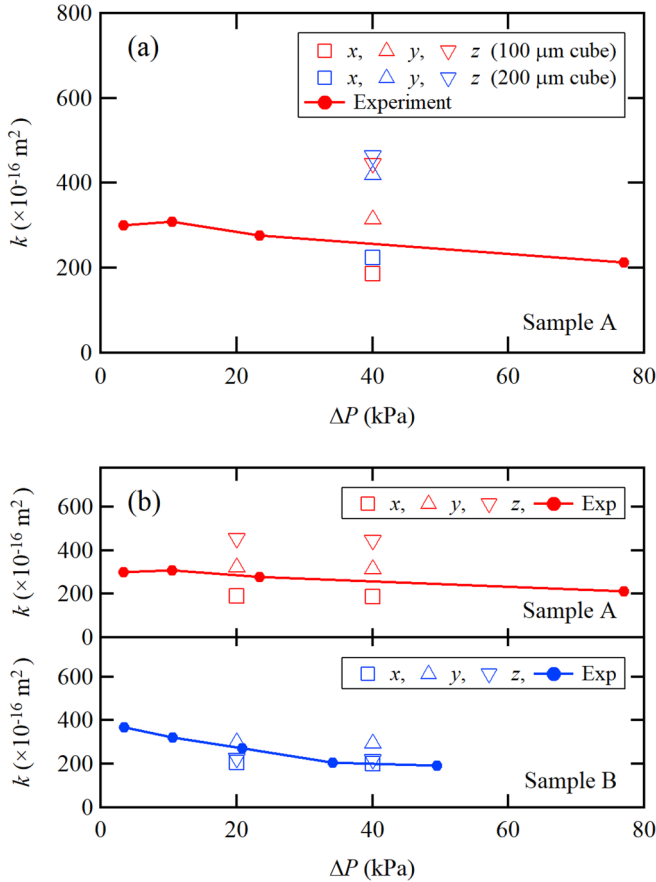 800
(a)
x, y, z (100 μm cube)
x, y, z (200 μm cube)
Experiment
600
400
200
0
k (×10⁻¹⁶ m²)
Sample A
0 20 40 60 80
ΔP (kPa)
(b)
x, y, z, Exp
600
400
200
0
k (×10⁻¹⁶ m²)
Sample A
x, y, z, Exp
600
400
200
0
k (×10⁻¹⁶ m²)
Sample B
0 20 40 60 80
ΔP (kPa)